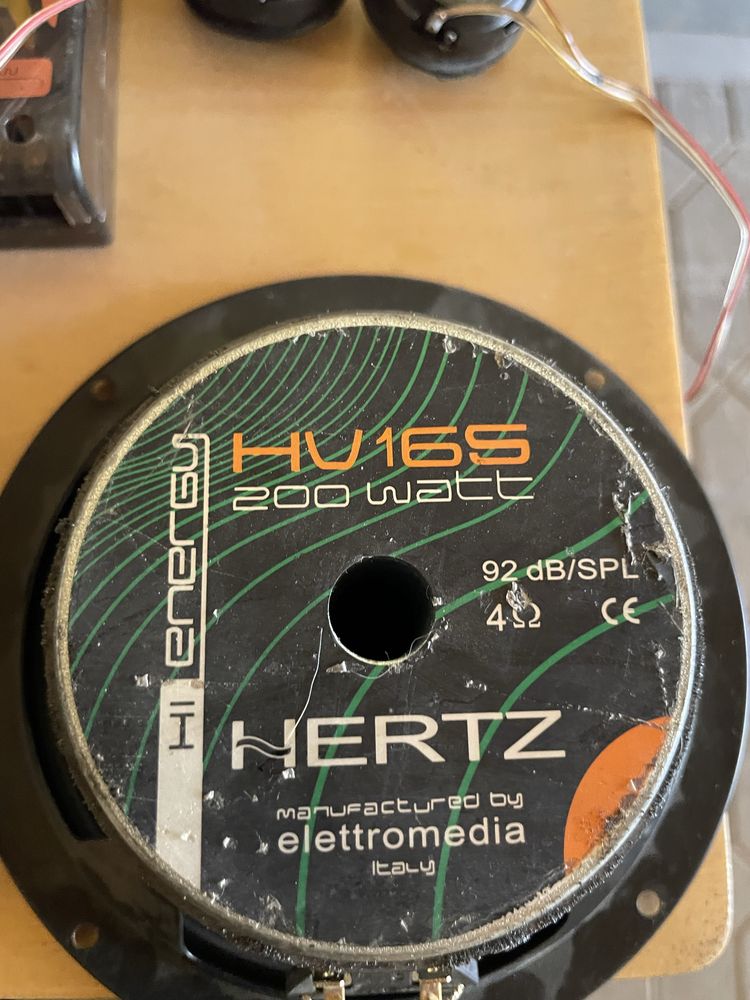 HV165
200 watt
energy
HI
92 dB/SPL
4Ω CE
HERTZ
manufactured by
elettromedia
Italy